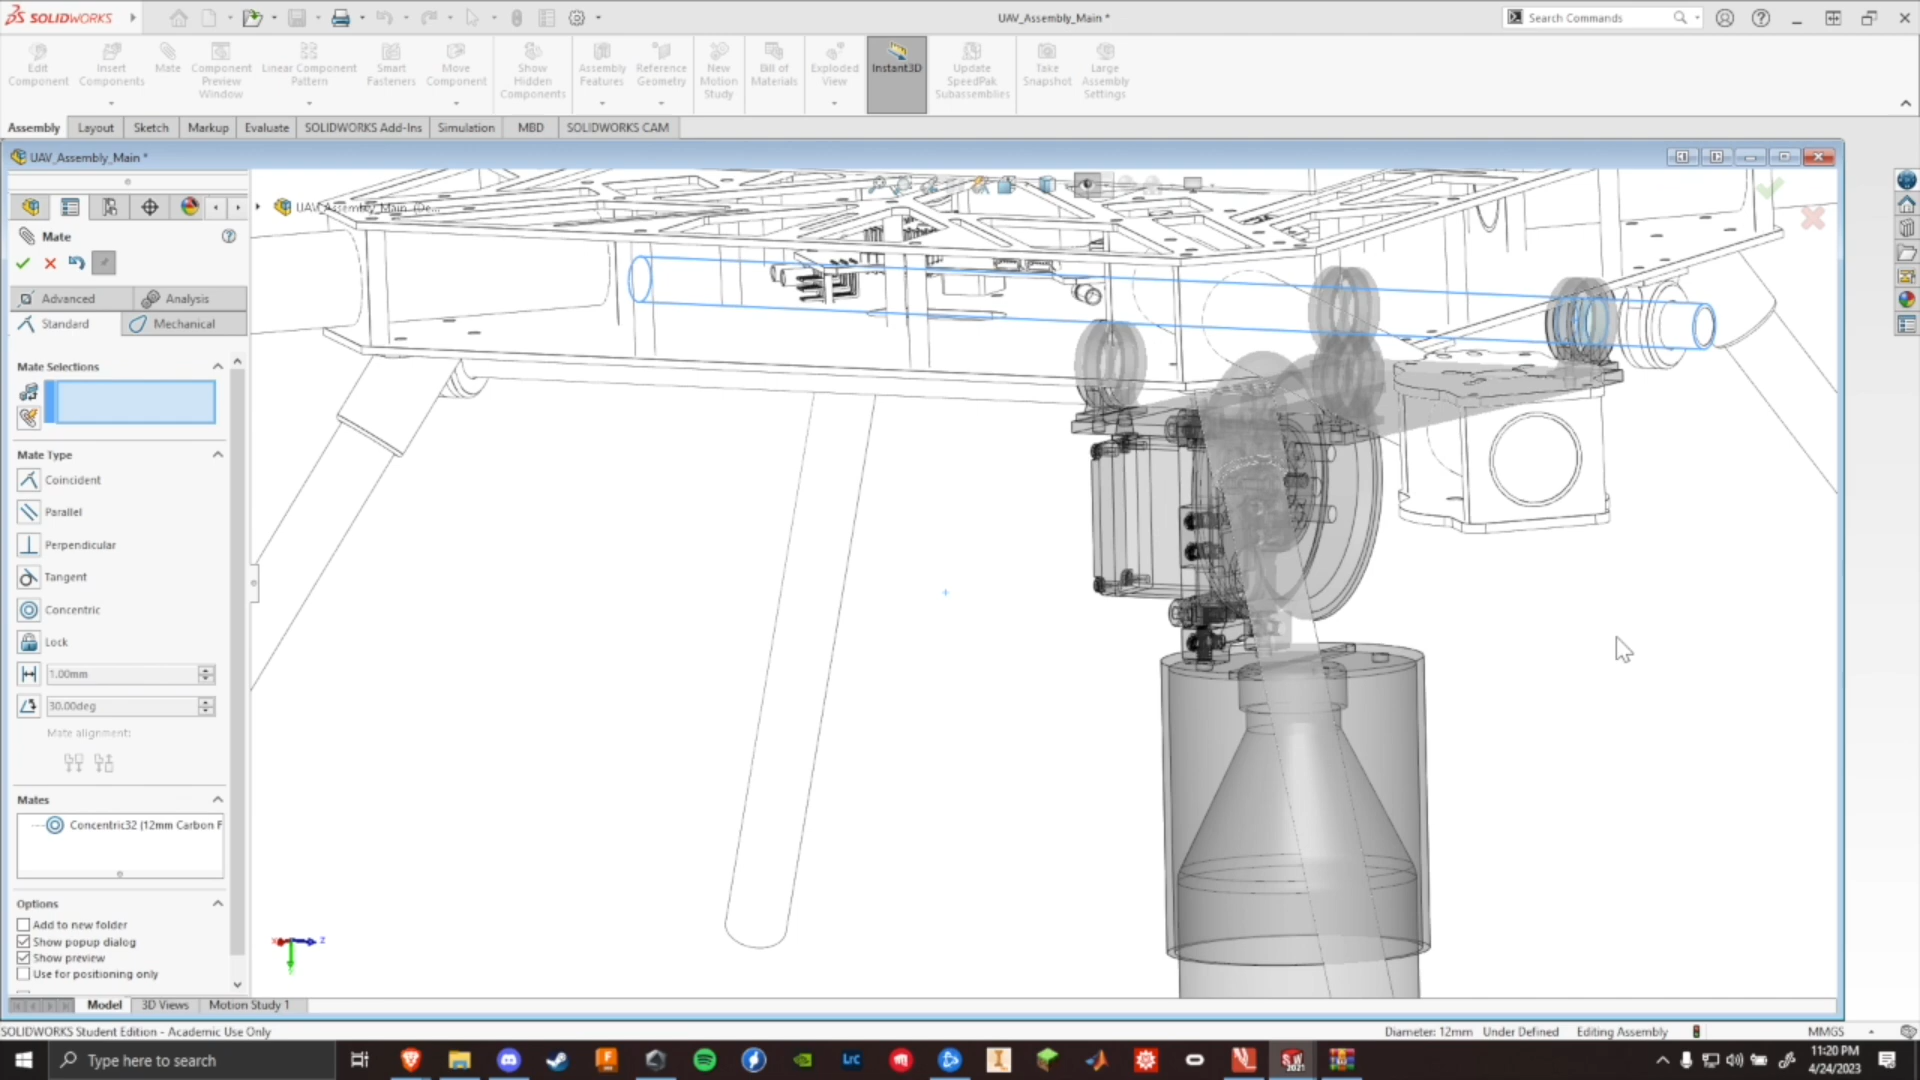 SOLIDWORKS
UAV_Assembly_Main *
Search Commands
Edit Component
Insert Components
Mate
Component Preview Window
Linear Component Pattern
Smart Fasteners
Move Component
Show Hidden Components
Assembly Features
Reference Geometry
New Motion Study
Bill of Materials
Exploded View
Instant3D
Update SpeedPak Subassemblies
Take Snapshot
Large Assembly Settings
Assembly
Layout
Sketch
Markup
Evaluate
SOLIDWORKS Add-Ins
Simulation
MBD
SOLIDWORKS CAM
UAV_Assembly_Main *
UAV_Assembly_Main (De...
Mate
Advanced
Analysis
Standard
Mechanical
Mate Selections
Mate Type
Coincident
Parallel
Perpendicular
Tangent
Concentric
Lock
1.00mm
30.00deg
Mate alignment:
Mates
Concentric32 (12mm Carbon F
Options
Add to new folder
Show popup dialog
Show preview
Use for positioning only
Z
Model
3D Views
Motion Study 1
SOLIDWORKS Student Edition - Academic Use Only
Diameter: 12mm
Under Defined
Editing Assembly
MMGS
Type here to search
Lrc
SW
2021
11:20 PM
4/24/2023